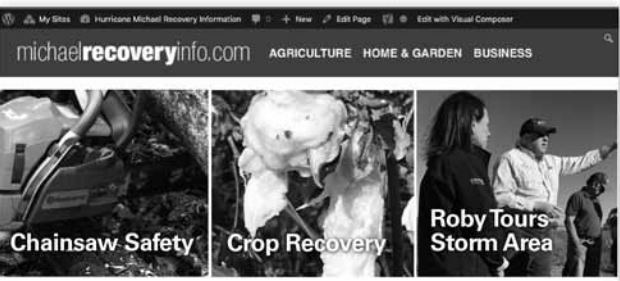 My Sites Hurricane Michael Recovery Information 0 + New Edit Page Edit with Visual Composer
michaelrecoveryinfo.com AGRICULTURE HOME & GARDEN BUSINESS
Chainsaw Safety
Crop Recovery
Roby Tours
Storm Area